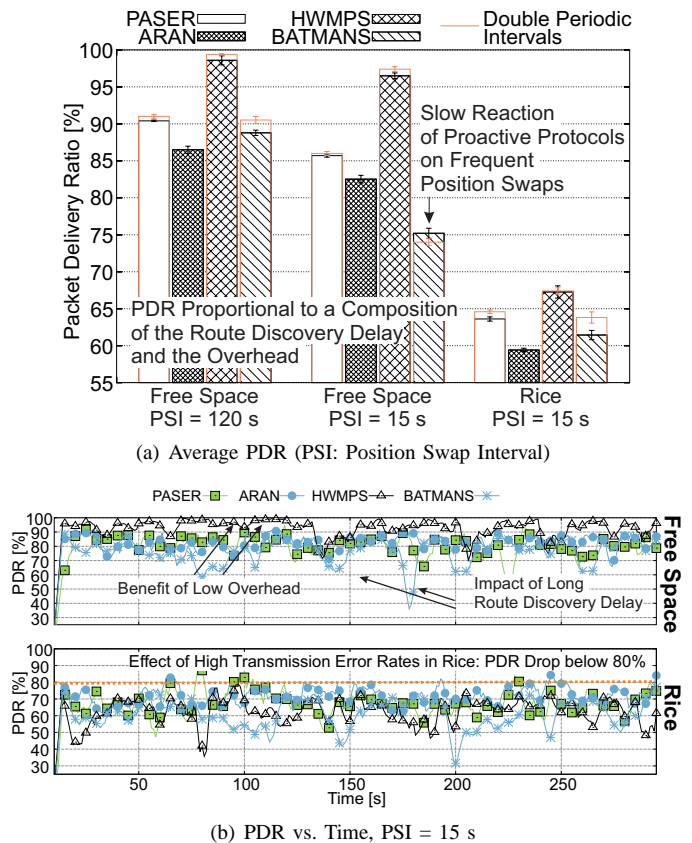 PASER HWMPS Double Periodic
ARAN BATMANS Intervals
100
95
90
85
80
75
70
65
60
55
Packet Delivery Ratio [%]
Slow Reaction
of Proactive Protocols
on Frequent
Position Swaps
PDR Proportional to a Composition
of the Route Discovery Delay
and the Overhead
Free Space Free Space Rice
PSI = 120 s PSI = 15 s PSI = 15 s
(a) Average PDR (PSI: Position Swap Interval)
PASER ARAN HWMPS BATMANS
100
90
80
70
60
50
40
30
PDR [%]
Benefit of Low Overhead
Impact of Long
Route Discovery Delay
Free Space
100
90
80
70
60
50
40
30
PDR [%]
Effect of High Transmission Error Rates in Rice: PDR Drop below 80%
Rice
50 100 150 200 250
Time [s]
(b) PDR vs. Time, PSI = 15 s